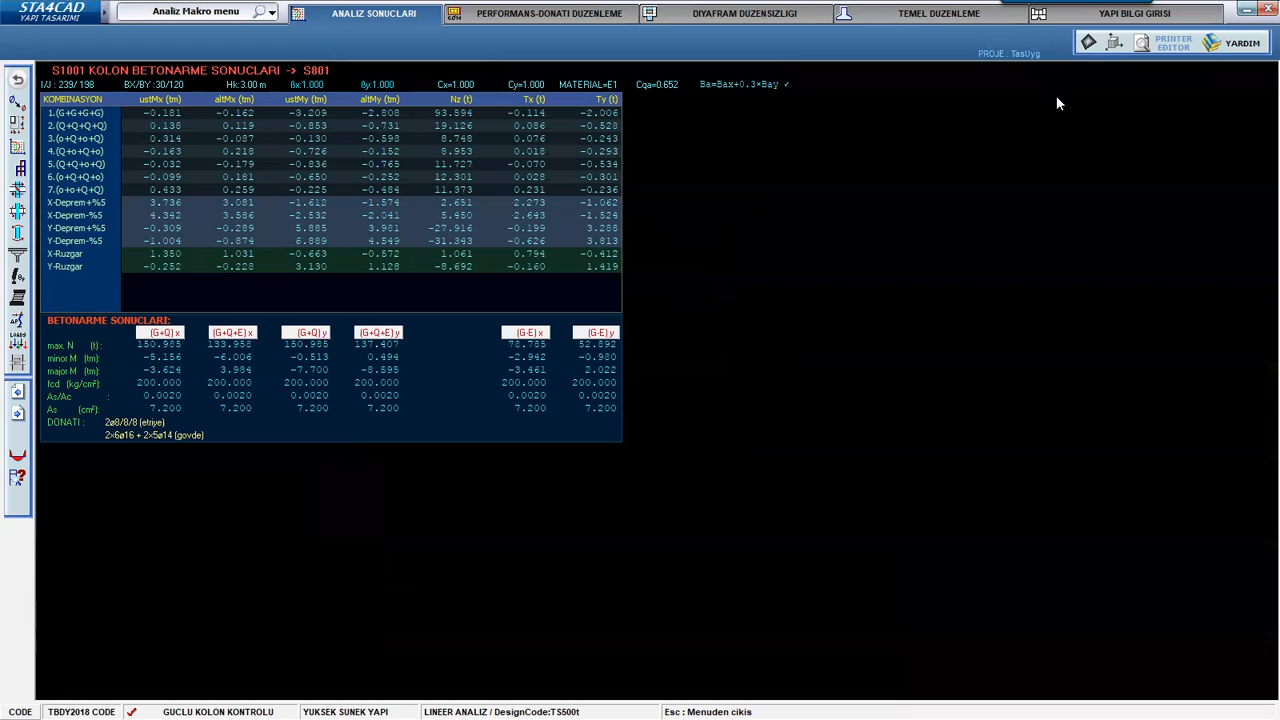 STA4CAD
YAPI TASARIMI
Analiz Makro menu
ANALIZ SONUCLARI
PERFORMANS-DONATI DUZENLEME
DIYAFRAM DUZENSIZLIGI
TEMEL DUZENLEME
YAPI BILGI GIRISI
PROJE : TasUyg
PRINTER EDITOR
YARDIM
S1001 KOLON BETONARME SONUCLARI -> S801
I/J : 239/ 198 BX/BY : 30/120 Hk:3.00 m ßx:1.000 ßy:1.000 Cx=1.000 Cy=1.000 MATERIAL=E1 Cqa=0.652 Ba=Bax+0.3×Bay ✓
KOMBINASYON ustMx (tm) altMx (tm) ustMy (tm) altMy (tm) Nz (t) Tx (t) Ty (t)
1.(G+G+G+G) -0.181 -0.162 -3.209 -2.808 93.594 -0.114 -2.006
2.(Q+Q+Q+Q) 0.138 0.119 -0.853 -0.731 19.126 0.086 -0.528
3.(o+Q+o+Q) 0.314 -0.087 -0.130 -0.598 8.748 0.076 -0.243
4.(Q+o+Q+o) -0.163 0.218 -0.726 -0.152 8.953 0.018 -0.293
5.(Q+Q+o+Q) -0.032 -0.179 -0.836 -0.765 11.727 -0.070 -0.534
6.(o+Q+Q+o) -0.099 0.181 -0.650 -0.252 12.301 0.028 -0.301
7.(o+o+Q+Q) 0.433 0.259 -0.225 -0.484 11.373 0.231 -0.236
X-Deprem+%5 3.736 3.081 -1.612 -1.574 2.651 2.273 -1.062
X-Deprem-%5 4.342 3.586 -2.532 -2.041 5.450 2.643 -1.524
Y-Deprem+%5 -0.309 -0.289 5.885 3.981 -27.916 -0.199 3.288
Y-Deprem-%5 -1.004 -0.874 6.889 4.549 -31.343 -0.626 3.813
X-Ruzgar 1.350 1.031 -0.663 -0.572 1.061 0.794 -0.412
Y-Ruzgar -0.252 -0.228 3.130 1.128 -8.692 -0.160 1.419
BETONARME SONUCLARI:
(G+Q) x (G+Q+E) x (G+Q) y (G+Q+E) y (G-E) x (G-E) y
max. N (t) : 150.985 133.958 150.985 137.407 78.785 52.892
minor M (tm) : -5.156 -6.006 -0.513 0.494 -2.942 -0.980
major M (tm) : -3.624 3.984 -7.700 -8.595 -3.461 2.022
fcd (kg/cm²) : 200.000 200.000 200.000 200.000 200.000 200.000
As/Ac : 0.0020 0.0020 0.0020 0.0020 0.0020 0.0020
As (cm²) : 7.200 7.200 7.200 7.200 7.200 7.200
DONATI : 2ø8/8/8 (etriye)
2×6ø16 + 2×5ø14 (govde)
CODE TBDY2018 CODE GUCLU KOLON KONTROLU YUKSEK SUNEK YAPI LINEER ANALIZ / DesignCode:TS500t Esc : Menuden cikis